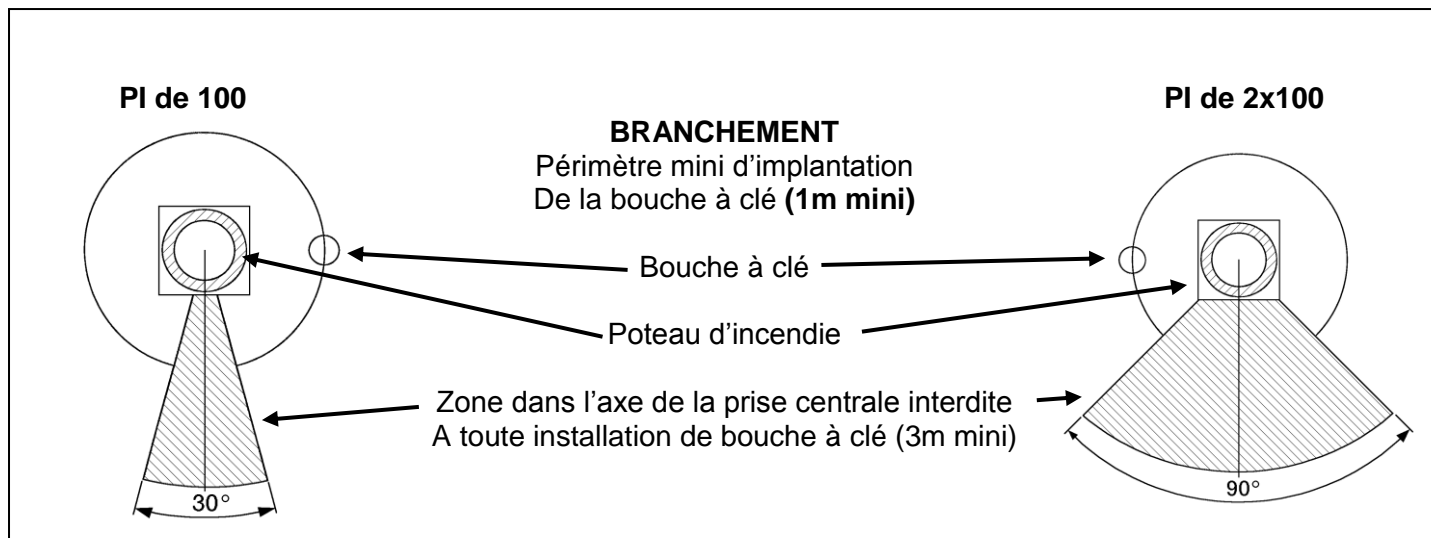 PI de 100
PI de 2x100
BRANCHEMENT
Périmètre mini d’implantation
De la bouche à clé (1m mini)
Bouche à clé
Poteau d’incendie
Zone dans l’axe de la prise centrale interdite
A toute installation de bouche à clé (3m mini)
30°
90°